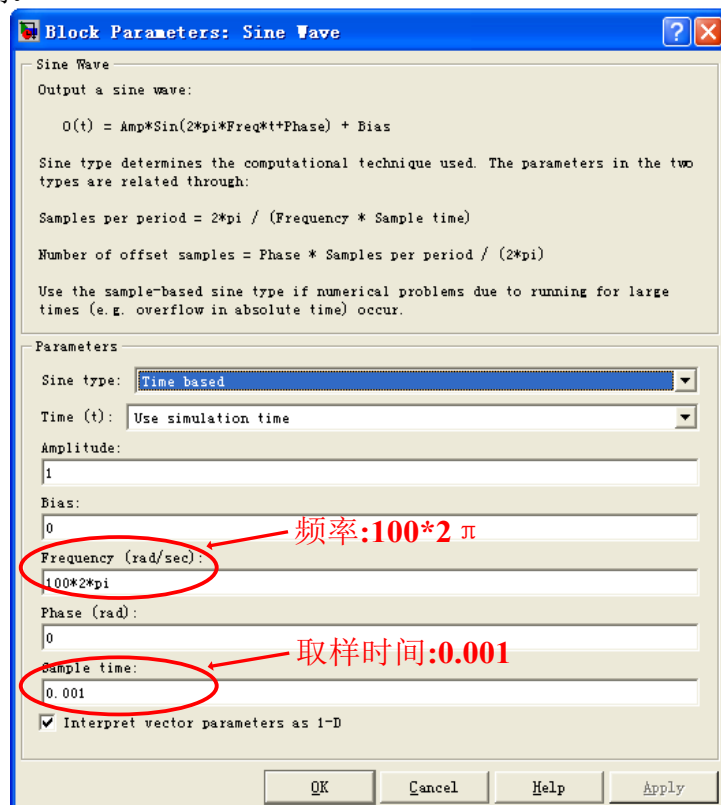 Block Parameters: Sine Wave
Sine Wave
Output a sine wave:
O(t) = Amp*Sin(2*pi*Freq*t+Phase) + Bias
Sine type determines the computational technique used. The parameters in the two
types are related through:
Samples per period = 2*pi / (Frequency * Sample time)
Number of offset samples = Phase * Samples per period / (2*pi)
Use the sample-based sine type if numerical problems due to running for large
times (e.g. overflow in absolute time) occur.
Parameters
Sine type: Time based
Time (t): Use simulation time
Amplitude:
1
Bias:
0
频率:100*2 π
Frequency (rad/sec):
100*2*pi
Phase (rad):
0
取样时间:0.001
Sample time:
0.001
Interpret vector parameters as 1-D
OK Cancel Help Apply